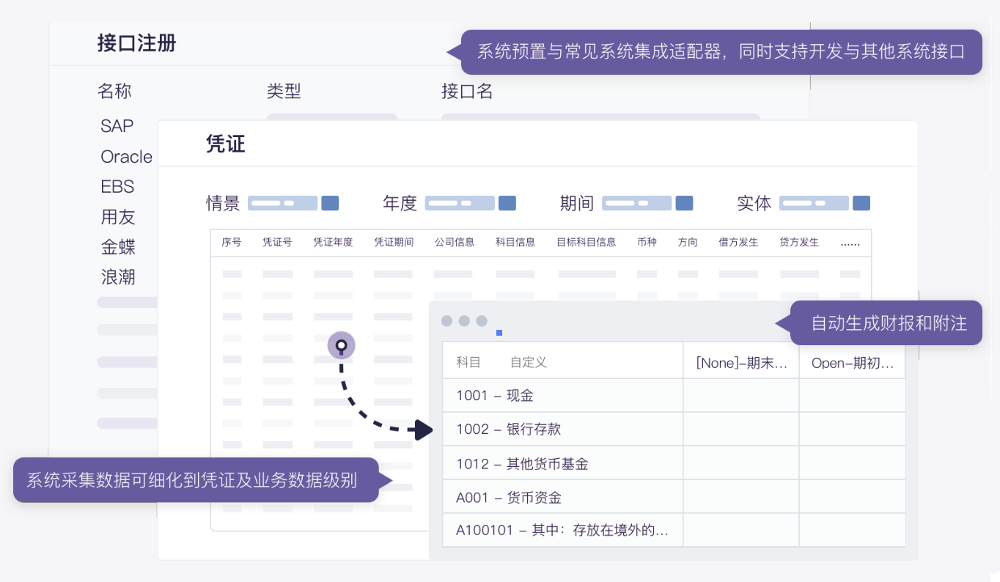 接口注册
系统预置与常见系统集成适配器，同时支持开发与其他系统接口
名称 类型 接口名
SAP
Oracle
EBS
用友
金蝶
浪潮
凭证
情景 年度 期间 实体
序号 凭证号 凭证年度 凭证期间 公司信息 科目信息 目标科目信息 币种 方向 借方发生 贷方发生 ......
自动生成财报和附注
科目 自定义 [None]–期末... Open–期初...
1001 – 现金
1002 – 银行存款
1012 – 其他货币基金
A001 – 货币资金
A100101 – 其中：存放在境外的...
系统采集数据可细化到凭证及业务数据级别